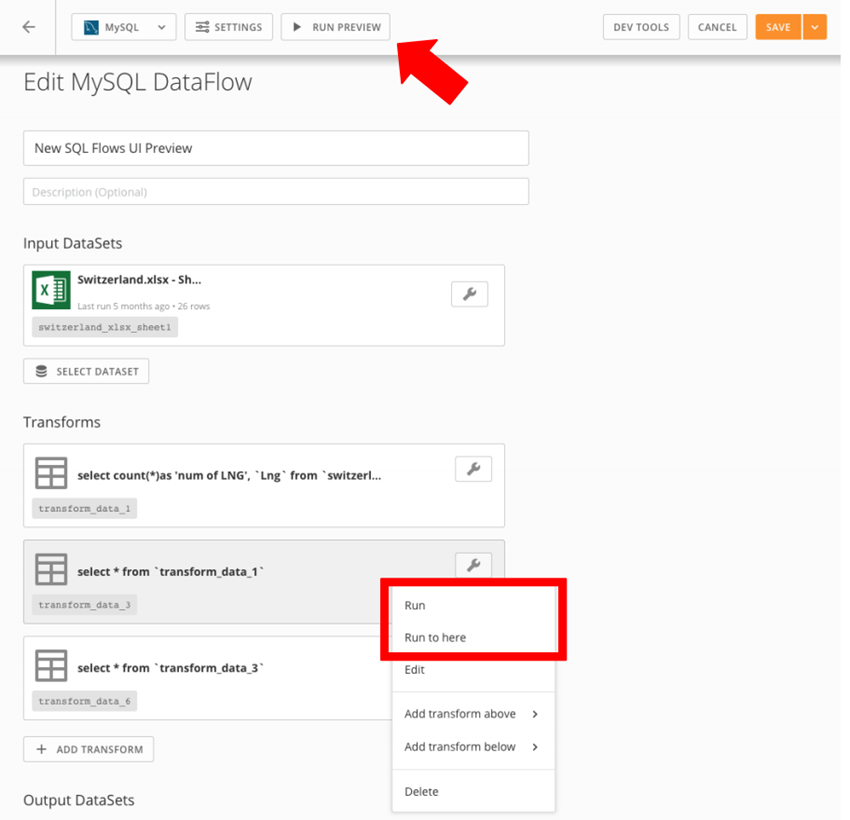 MySQL
SETTINGS
RUN PREVIEW
DEV TOOLS
CANCEL
SAVE
Edit MySQL DataFlow
New SQL Flows UI Preview
Description (Optional)
Input DataSets
X
Switzerland.xlsx - Sh...
Last run 5 months ago • 26 rows
switzerland_xlsx_sheet1
SELECT DATASET
Transforms
select count(*)as 'num of LNG', `Lng` from `switzerl...
transform_data_1
select * from `transform_data_1`
transform_data_3
Run
Run to here
select * from `transform_data_3`
Edit
transform_data_6
Add transform above
Add transform below
ADD TRANSFORM
Delete
Output DataSets